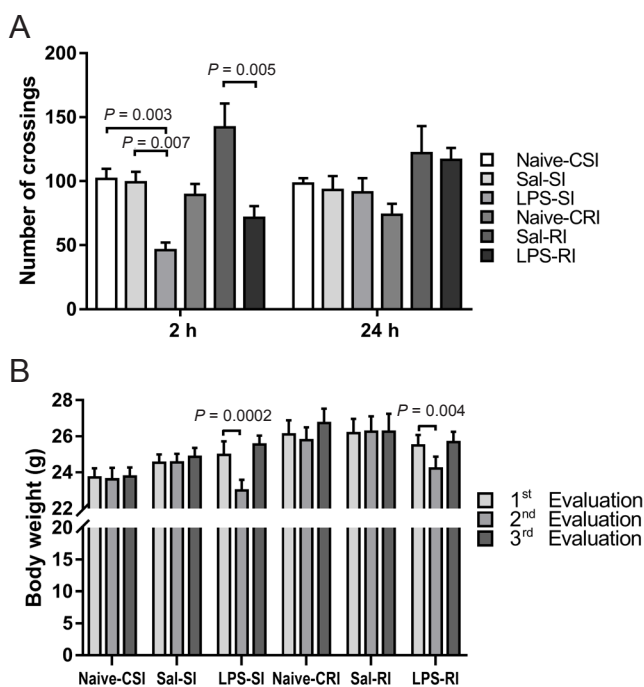 A
Number of crossings
200
150
100
50
0
P = 0.003
P = 0.007
P = 0.005
2 h
24 h
Naive-CSI
Sal-SI
LPS-SI
Naive-CRI
Sal-RI
LPS-RI
B
Body weight (g)
28
26
24
22
20
15
10
5
0
P = 0.0002
P = 0.004
Naive-CSI
Sal-SI
LPS-SI
Naive-CRI
Sal-RI
LPS-RI
1st Evaluation
2nd Evaluation
3rd Evaluation